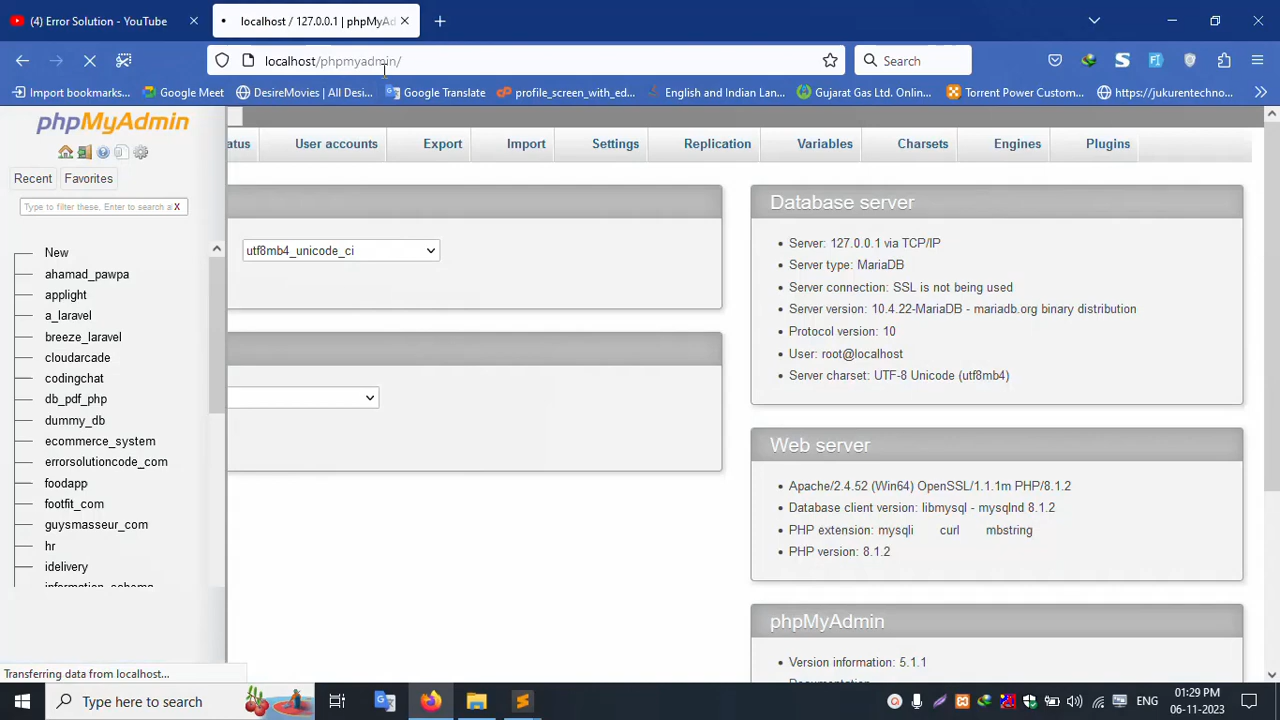 (4) Error Solution - YouTube
localhost / 127.0.0.1 | phpMyAd
localhost/phpmyadmin/
Search
Import bookmarks...
Google Meet
DesireMovies | All Desi...
Google Translate
profile_screen_with_ed...
English and Indian Lan...
Gujarat Gas Ltd. Onlin...
Torrent Power Custom...
https://jukurentechno...
phpMyAdmin
Recent
Favorites
Type to filter these, Enter to search a
X
New
ahamad_pawpa
applight
a_laravel
breeze_laravel
cloudarcade
codingchat
db_pdf_php
dummy_db
ecommerce_system
errorsolutioncode_com
foodapp
footfit_com
guysmasseur_com
hr
idelivery
information_schema
Transferring data from localhost...
atus
User accounts
Export
Import
Settings
Replication
Variables
Charsets
Engines
Plugins
utf8mb4_unicode_ci
Database server
Server: 127.0.0.1 via TCP/IP
Server type: MariaDB
Server connection: SSL is not being used
Server version: 10.4.22-MariaDB - mariadb.org binary distribution
Protocol version: 10
User: root@localhost
Server charset: UTF-8 Unicode (utf8mb4)
Web server
Apache/2.4.52 (Win64) OpenSSL/1.1.1m PHP/8.1.2
Database client version: libmysql - mysqlnd 8.1.2
PHP extension: mysqli curl mbstring
PHP version: 8.1.2
phpMyAdmin
Version information: 5.1.1
Type here to search
ENG
01:29 PM
06-11-2023